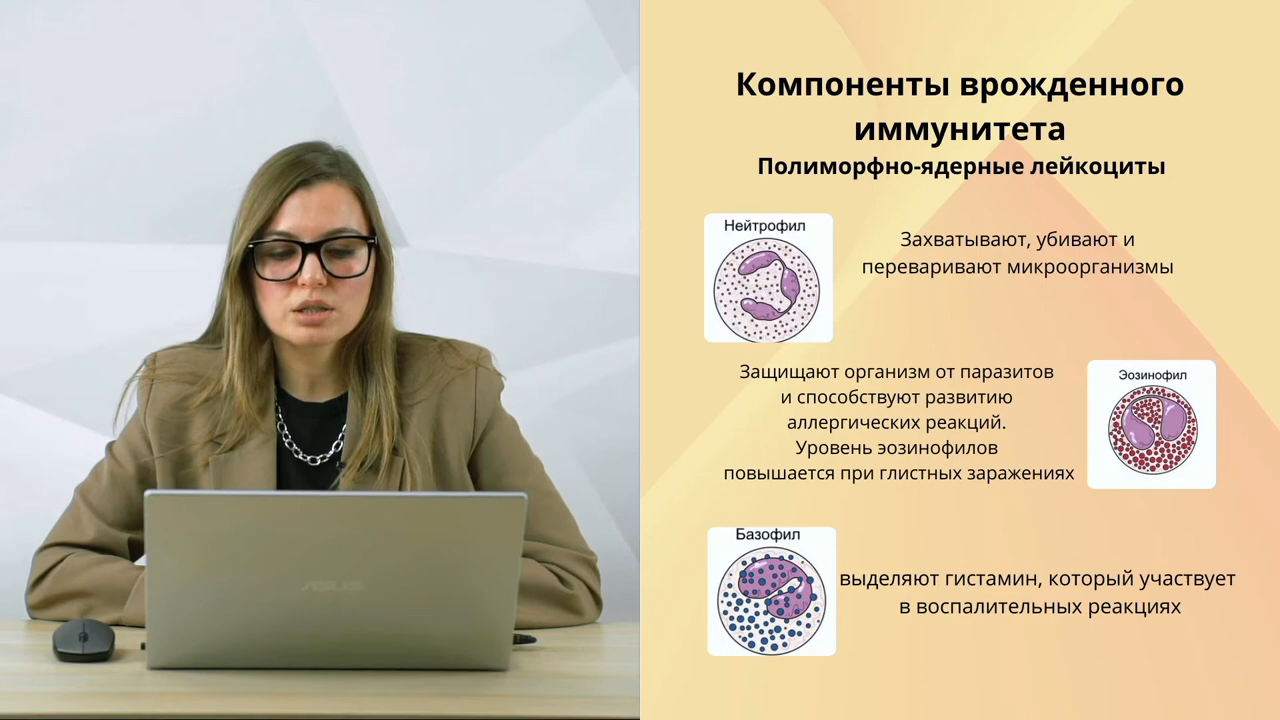 Компоненты врожденного
иммунитета
Полиморфно-ядерные лейкоциты
Нейтрофил
Захватывают, убивают и
переваривают микроорганизмы
Защищают организм от паразитов
и способствуют развитию
аллергических реакций.
Уровень эозинофилов
повышается при глистных заражениях
Эозинофил
Базофил
выделяют гистамин, который участвует
в воспалительных реакциях
ASUS